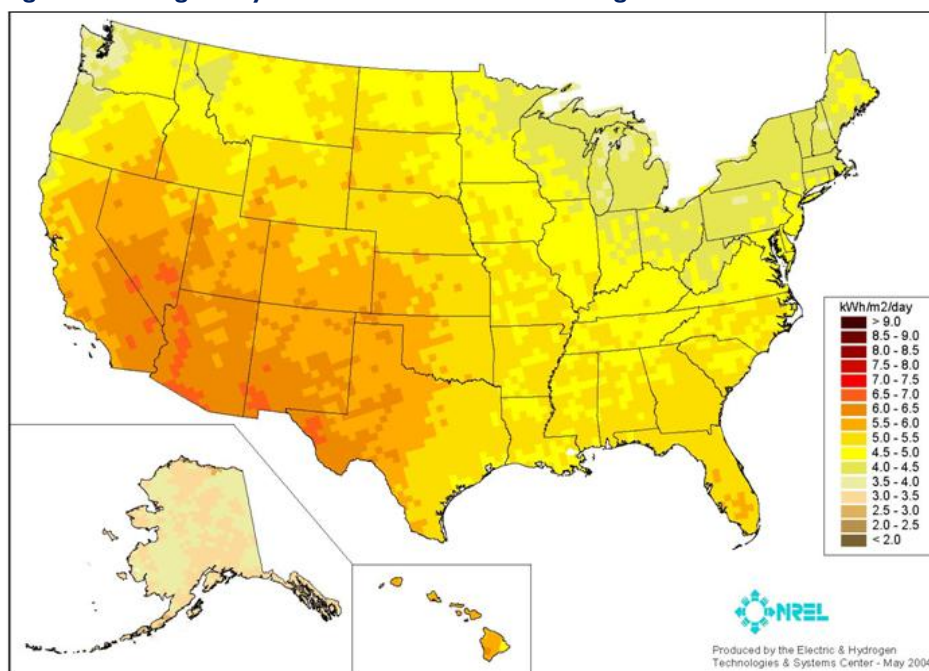 kWh/m2/day
> 9.0
8.5 - 9.0
8.0 - 8.5
7.5 - 8.0
7.0 - 7.5
6.5 - 7.0
6.0 - 6.5
5.5 - 6.0
5.0 - 5.5
4.5 - 5.0
4.0 - 4.5
3.5 - 4.0
3.0 - 3.5
2.5 - 3.0
2.0 - 2.5
< 2.0
NREL
Produced by the Electric & Hydrogen
Technologies & Systems Center - May 2004